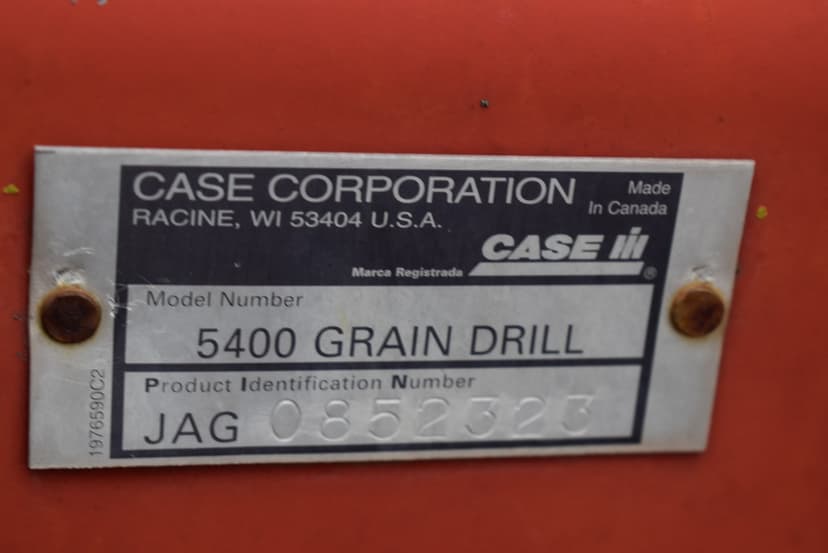 CASE CORPORATION
Made
In Canada
RACINE, WI 53404 U.S.A.
CASE IH
®
Marca Registrada
Model Number
5400 GRAIN DRILL
Product Identification Number
JAG 0852323
1976590C2